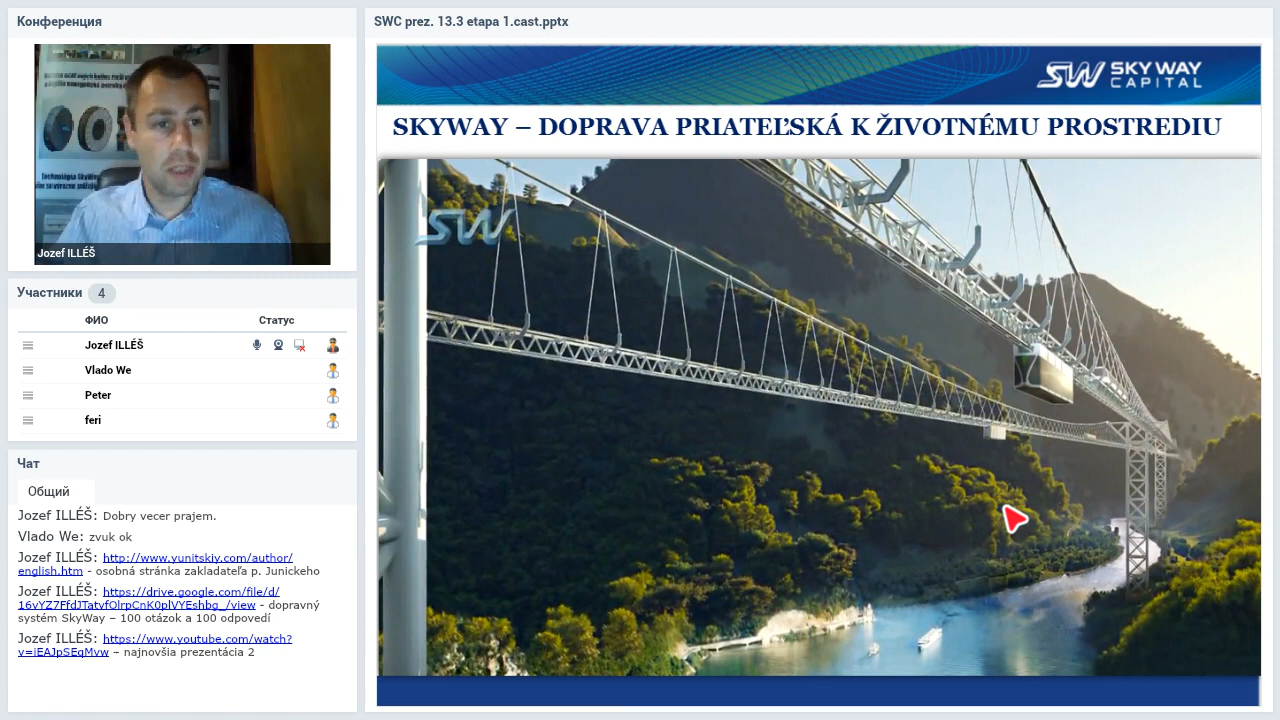 Конференция
Jozef ILLÉŠ
Участники 4
ФИО Статус
Jozef ILLÉŠ
Vlado We
Peter
feri
Чат
Общий
Jozef ILLÉŠ: Dobry vecer prajem.
Vlado We: zvuk ok
Jozef ILLÉŠ: http://www.yunitskiy.com/author/
english.htm - osobná stránka zakladateľa p. Junického
Jozef ILLÉŠ: https://drive.google.com/file/d/
16vYZ7FfdJTatvfOlrpCnK0plVYEshbg_/view - dopravný
systém SkyWay – 100 otázok a 100 odpovedí
Jozef ILLÉŠ: https://www.youtube.com/watch?
v=iEAJpSEqMvw – najnovšia prezentácia 2
SWC prez. 13.3 etapa 1.cast.pptx
SW SKY WAY
CAPITAL
SKYWAY – DOPRAVA PRIATEĽSKÁ K ŽIVOTNÉMU PROSTREDIU
SW